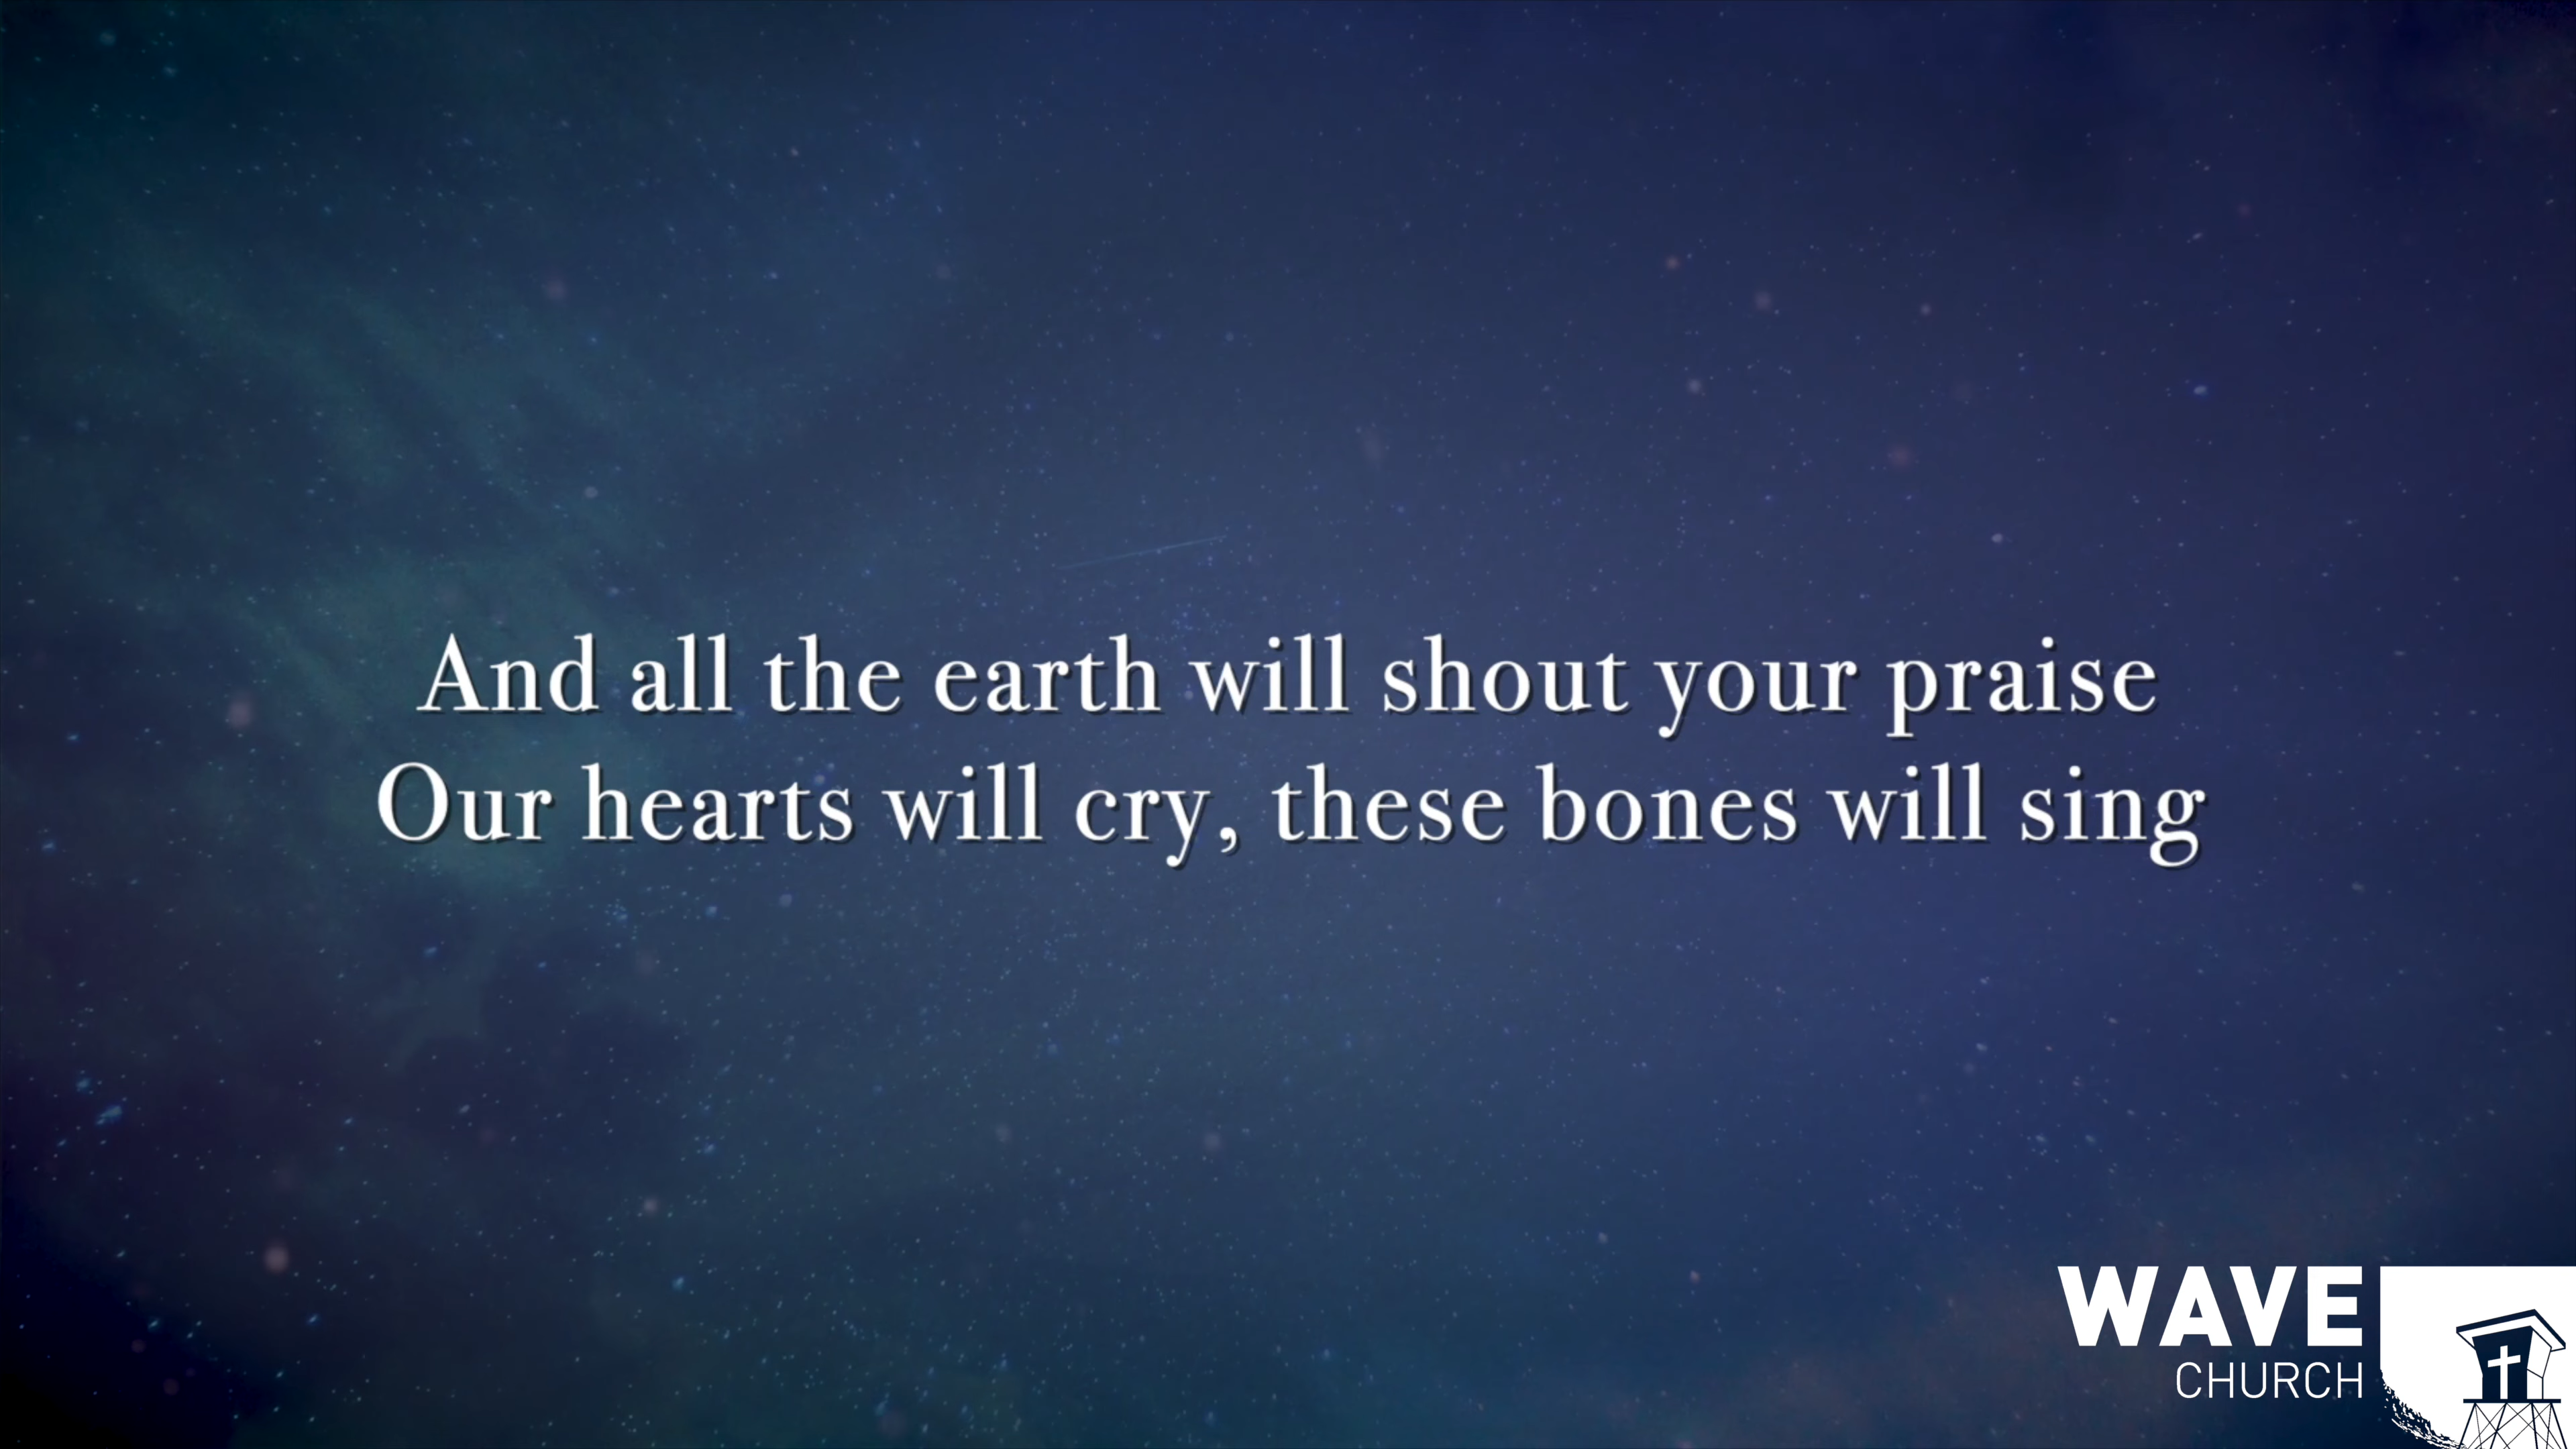 And all the earth will shout your praise
Our hearts will cry, these bones will sing
WAVE
CHURCH